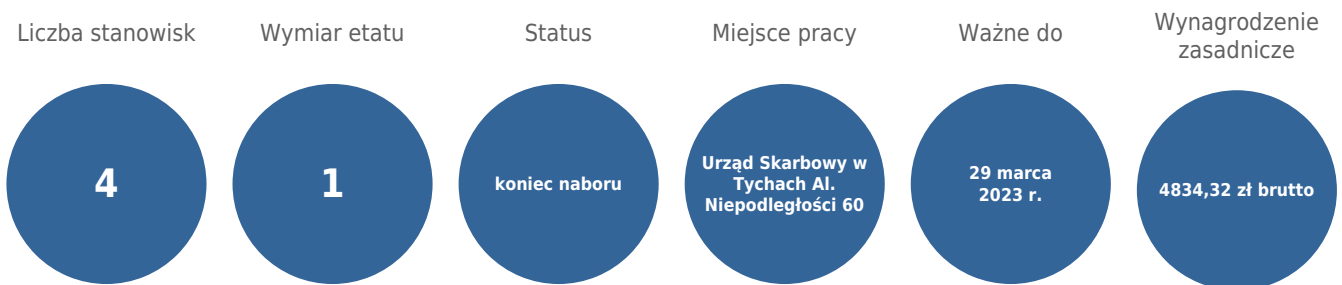 Liczba stanowisk
4
Wymiar etatu
1
Status
koniec naboru
Miejsce pracy
Urząd Skarbowy w
Tychach Al.
Niepodległości 60
Ważne do
29 marca
2023 r.
Wynagrodzenie
zasadnicze
4834,32 zł brutto